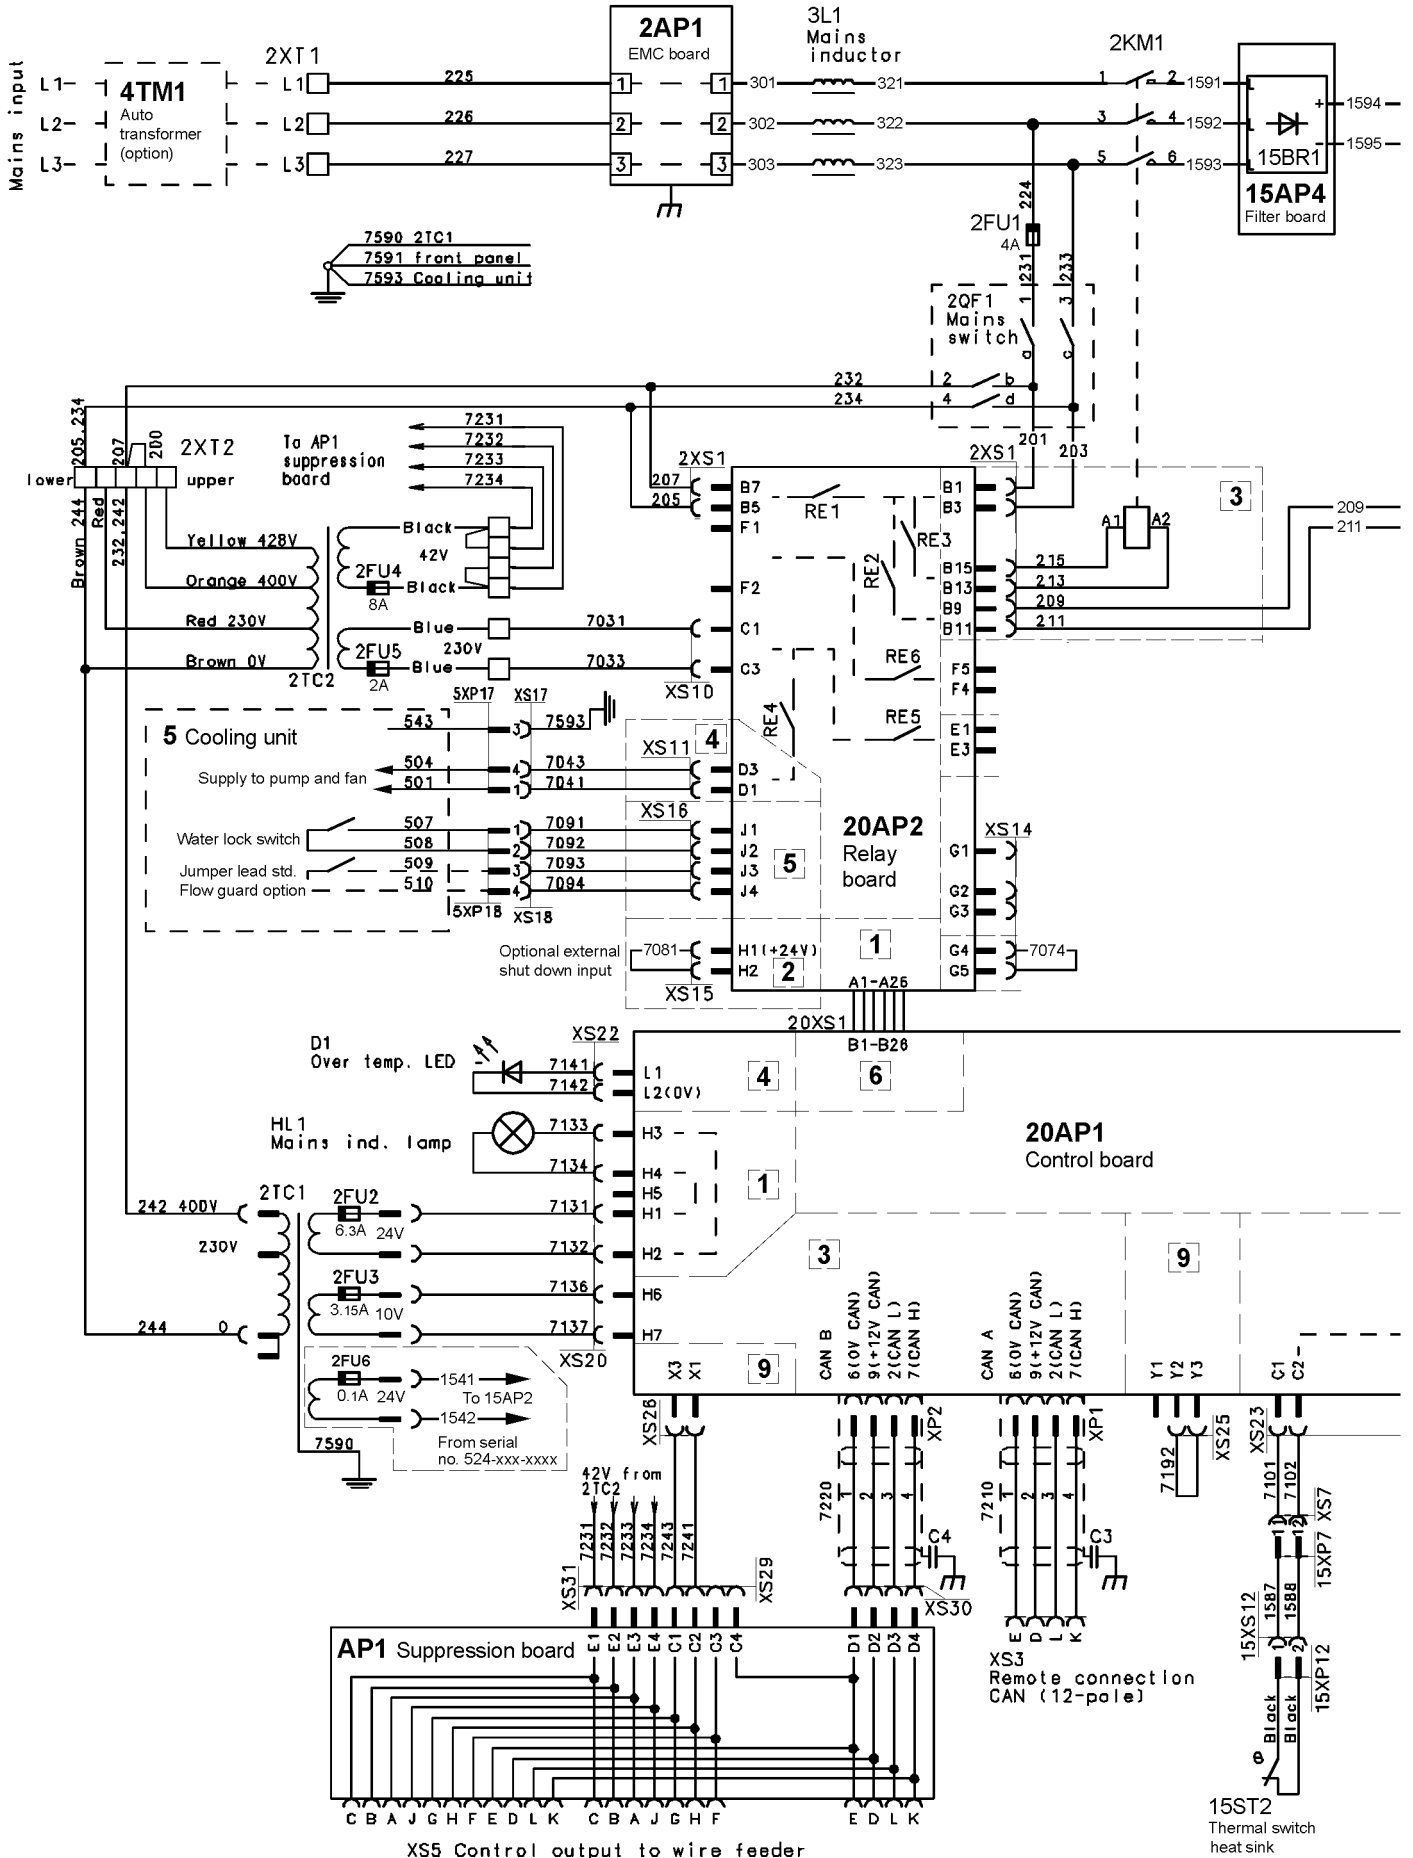 Mains input
L1
L2
L3
4TM1
Auto
transformer
(option)
2XT1
L1
L2
L3
225
226
227
2AP1
EMC board
1 1
2 2
3 3
301
302
303
3L1
Mains
inductor
321
322
323
2KM1
1 2
3 4
5 6
1591
1592
1593
L
L
L
+
−
15BR1
15AP4
Filter board
1594
1595
7590 2TC1
7591 front panel
7593 Cooling unit
224
2FU1
4A
231
233
2QF1
Mains
switch
1 3
a c
2 b
4 d
232
234
201
203
205,234
207
200
2XT2
lower
upper
To AP1
suppression
board
7231
7232
7233
7234
Brown 244
Red
232,242
Yellow 428V
Orange 400V
Red 230V
Brown 0V
2TC2
Black
42V
2FU4
8A
Black
Blue
230V
2FU5
2A
Blue
7031
7033
XS10
2XS1
207
205
B7
B5
F1
F2
C1
C3
RE1
RE2
RE3
RE4
RE5
RE6
2XS1
B1
B3
B15
B13
B9
B11
F5
F4
E1
E3
215
213
209
211
A1 A2
3
209
211
5 Cooling unit
Supply to pump and fan
Water lock switch
Jumper lead std.
Flow guard option
543
504
501
507
508
509
510
5XP17
XS17
3
4
1
1
2
3
4
5XP18
XS18
7593
7043
7041
7091
7092
7093
7094
XS11
4
XS16
D3
D1
J1
J2
J3
J4
5
20AP2
Relay
board
XS14
G1
G2
G3
G4
G5
7074
Optional external
shut down input
7081
XS15
H1(+24V)
H2
2
1
A1-A26
20XS1
B1-B26
D1
Over temp. LED
XS22
7141
7142
L1
L2(0V)
4
6
HL1
Mains ind. lamp
7133
7134
H3
H4
H5
H1
H2
1
20AP1
Control board
2TC1
242 400V
230V
244 0
2FU2
6.3A 24V
7131
7132
2FU3
3.15A 10V
7136
7137
H6
H7
XS20
2FU6
0.1A 24V
1541
To 15AP2
1542
From serial
no. 524-xxx-xxxx
7590
3
9
9
X3
X1
XS26
CAN B
6(0V CAN)
9(+12V CAN)
2(CAN L)
7(CAN H)
XP2
CAN A
6(0V CAN)
9(+12V CAN)
2(CAN L)
7(CAN H)
XP1
Y1
Y2
Y3
XS25
7192
C1
C2
XS23
7101
7102
XS7
11
12
15XP7
1587
1588
15XS12
1
2
15XP12
Black
Black
15ST2
Thermal switch
heat sink
42V from
2TC2
7231
7232
7233
7234
7243
7241
XS31
XS29
7220
1 2 3 4
C4
XS30
7210
1 2 3 4
C3
E D L K
XS3
Remote connection
CAN (12-pole)
AP1 Suppression board
E1 E2 E3 E4 C1 C2 C3 C4 D1 D2 D3 D4
C B A J G H F E D L K C B A J G H F E D L K
XS5 Control output to wire feeder